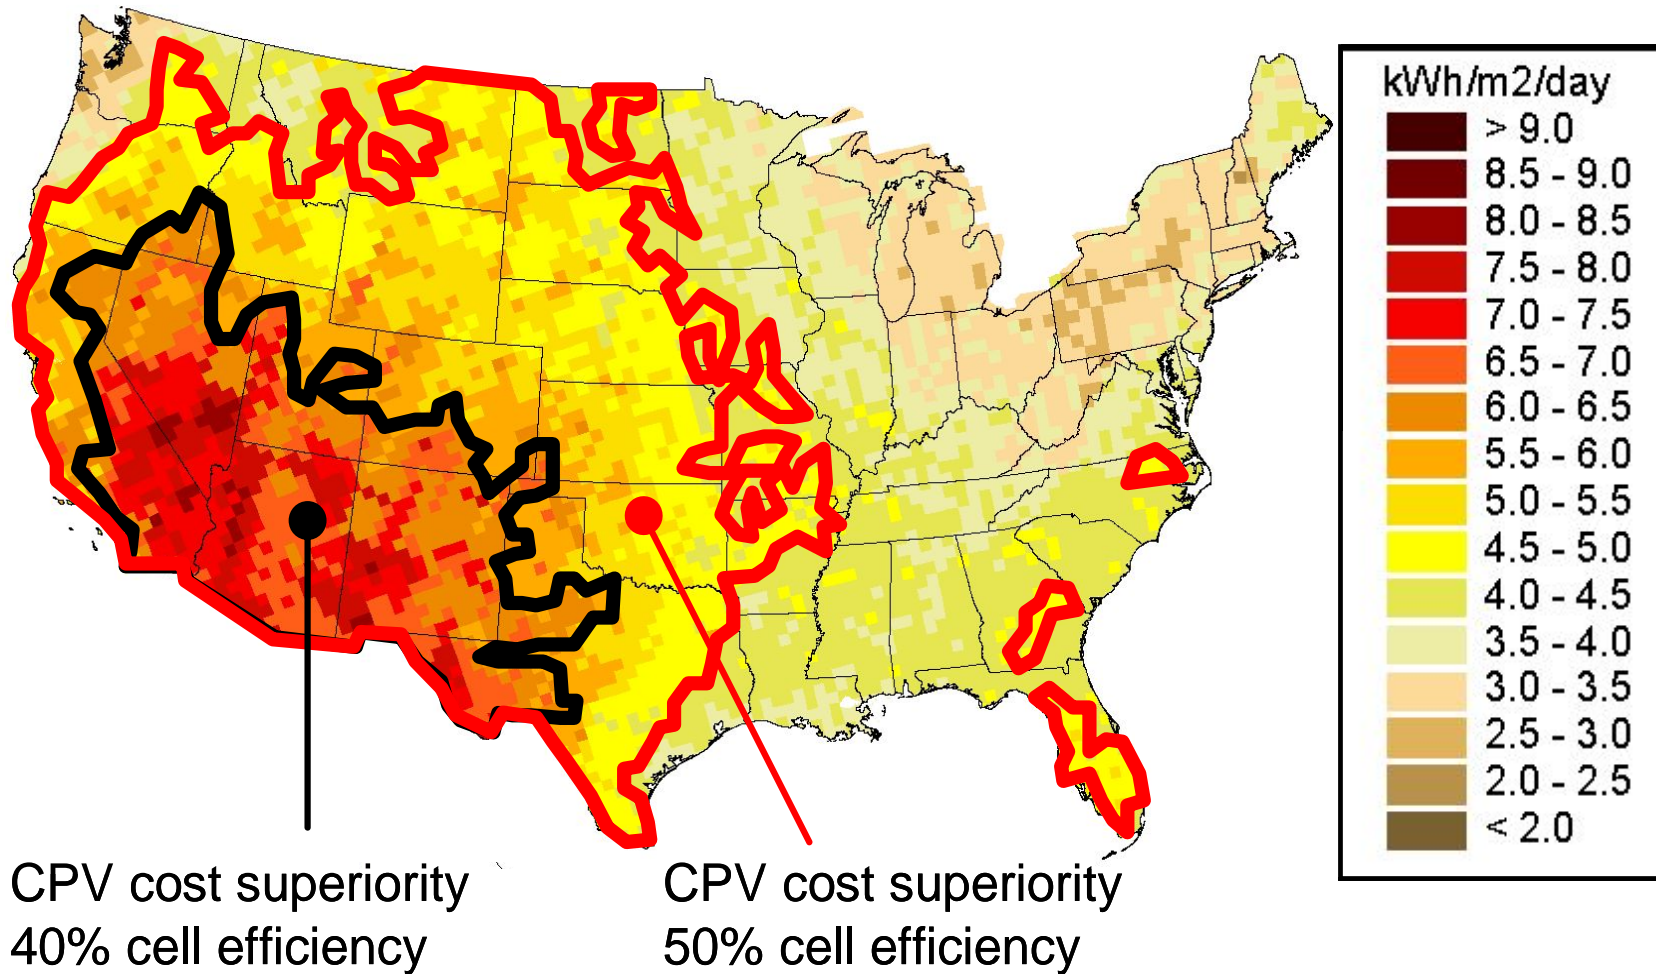 kWh/m2/day
> 9.0
8.5 - 9.0
8.0 - 8.5
7.5 - 8.0
7.0 - 7.5
6.5 - 7.0
6.0 - 6.5
5.5 - 6.0
5.0 - 5.5
4.5 - 5.0
4.0 - 4.5
3.5 - 4.0
3.0 - 3.5
2.5 - 3.0
2.0 - 2.5
< 2.0
CPV cost superiority
40% cell efficiency
CPV cost superiority
50% cell efficiency